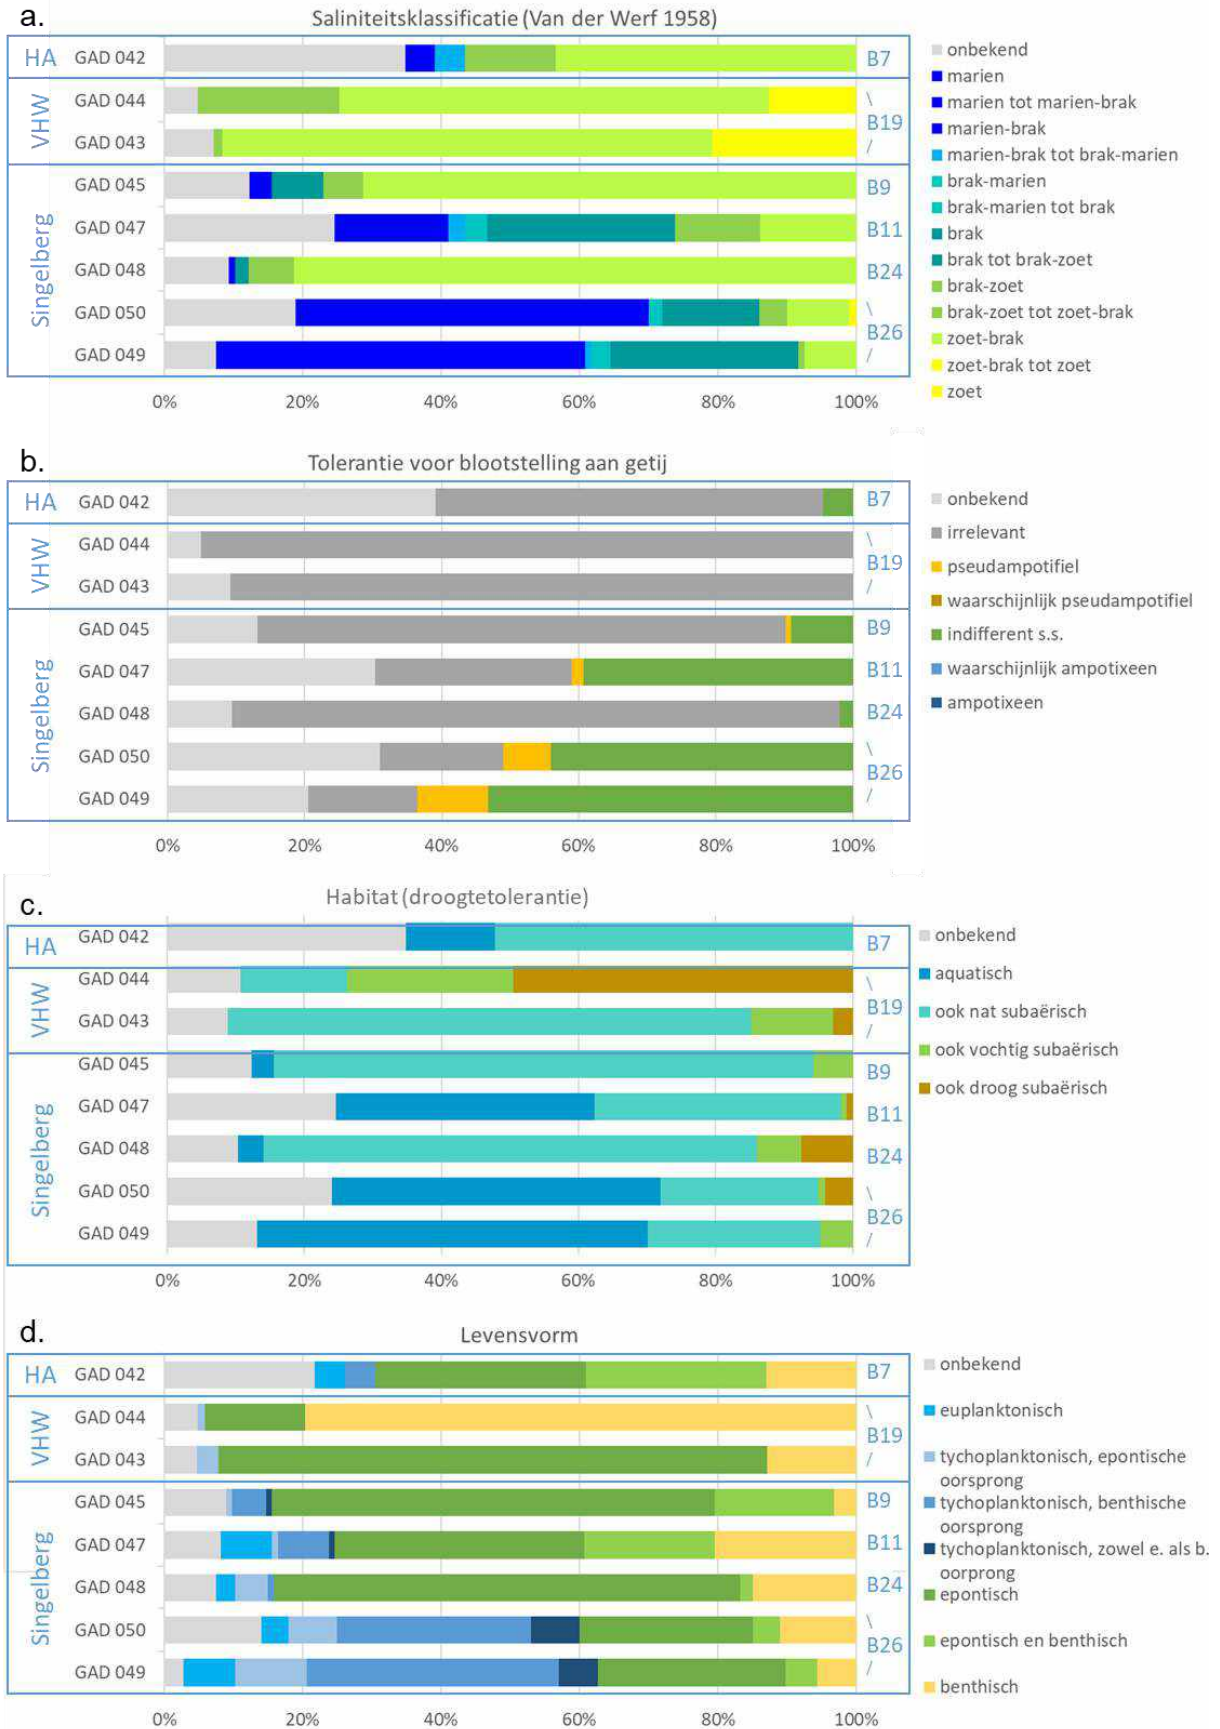 a.
Saliniteitsklassificatie (Van der Werf 1958)
HA
GAD 042
B7
VHW
GAD 044
\
B19
GAD 043
/
Singelberg
GAD 045
B9
GAD 047
B11
GAD 048
B24
GAD 050
\
B26
GAD 049
/
0%
20%
40%
60%
80%
100%
onbekend
marien
marien tot marien-brak
marien-brak
marien-brak tot brak-marien
brak-marien
brak-marien tot brak
brak
brak tot brak-zoet
brak-zoet
brak-zoet tot zoet-brak
zoet-brak
zoet-brak tot zoet
zoet
b.
Tolerantie voor blootstelling aan getij
HA
GAD 042
B7
VHW
GAD 044
\
B19
GAD 043
/
Singelberg
GAD 045
B9
GAD 047
B11
GAD 048
B24
GAD 050
\
B26
GAD 049
/
0%
20%
40%
60%
80%
100%
onbekend
irrelevant
pseudampotifiel
waarschijnlijk pseudampotifiel
indifferent s.s.
waarschijnlijk ampotixeen
ampotixeen
c.
Habitat (droogtetolerantie)
HA
GAD 042
B7
VHW
GAD 044
\
B19
GAD 043
/
Singelberg
GAD 045
B9
GAD 047
B11
GAD 048
B24
GAD 050
\
B26
GAD 049
/
0%
20%
40%
60%
80%
100%
onbekend
aquatisch
ook nat subaërisch
ook vochtig subaërisch
ook droog subaërisch
d.
Levensvorm
HA
GAD 042
B7
VHW
GAD 044
\
B19
GAD 043
/
Singelberg
GAD 045
B9
GAD 047
B11
GAD 048
B24
GAD 050
\
B26
GAD 049
/
0%
20%
40%
60%
80%
100%
onbekend
euplanktonisch
tychoplanktonisch, epontische
oorsprong
tychoplanktonisch, benthische
oorsprong
tychoplanktonisch, zowel e. als b.
oorprong
epontisch
epontisch en benthisch
benthisch